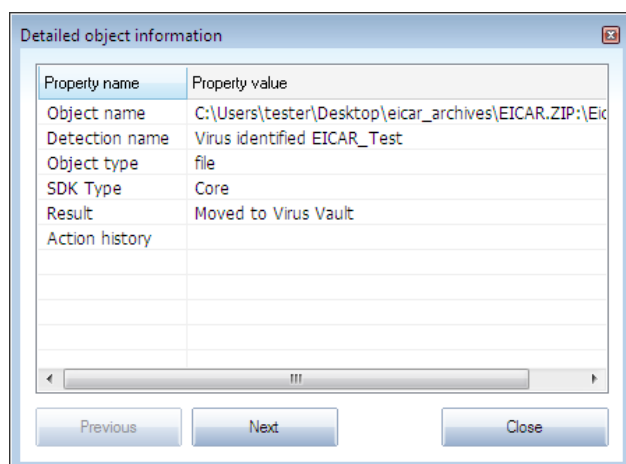 Detailed object information
Property name Property value
Object name C:\Users\tester\Desktop\eicar_archives\EICAR.ZIP:\Eic
Detection name Virus identified EICAR_Test
Object type file
SDK Type Core
Result Moved to Virus Vault
Action history
Previous Next Close